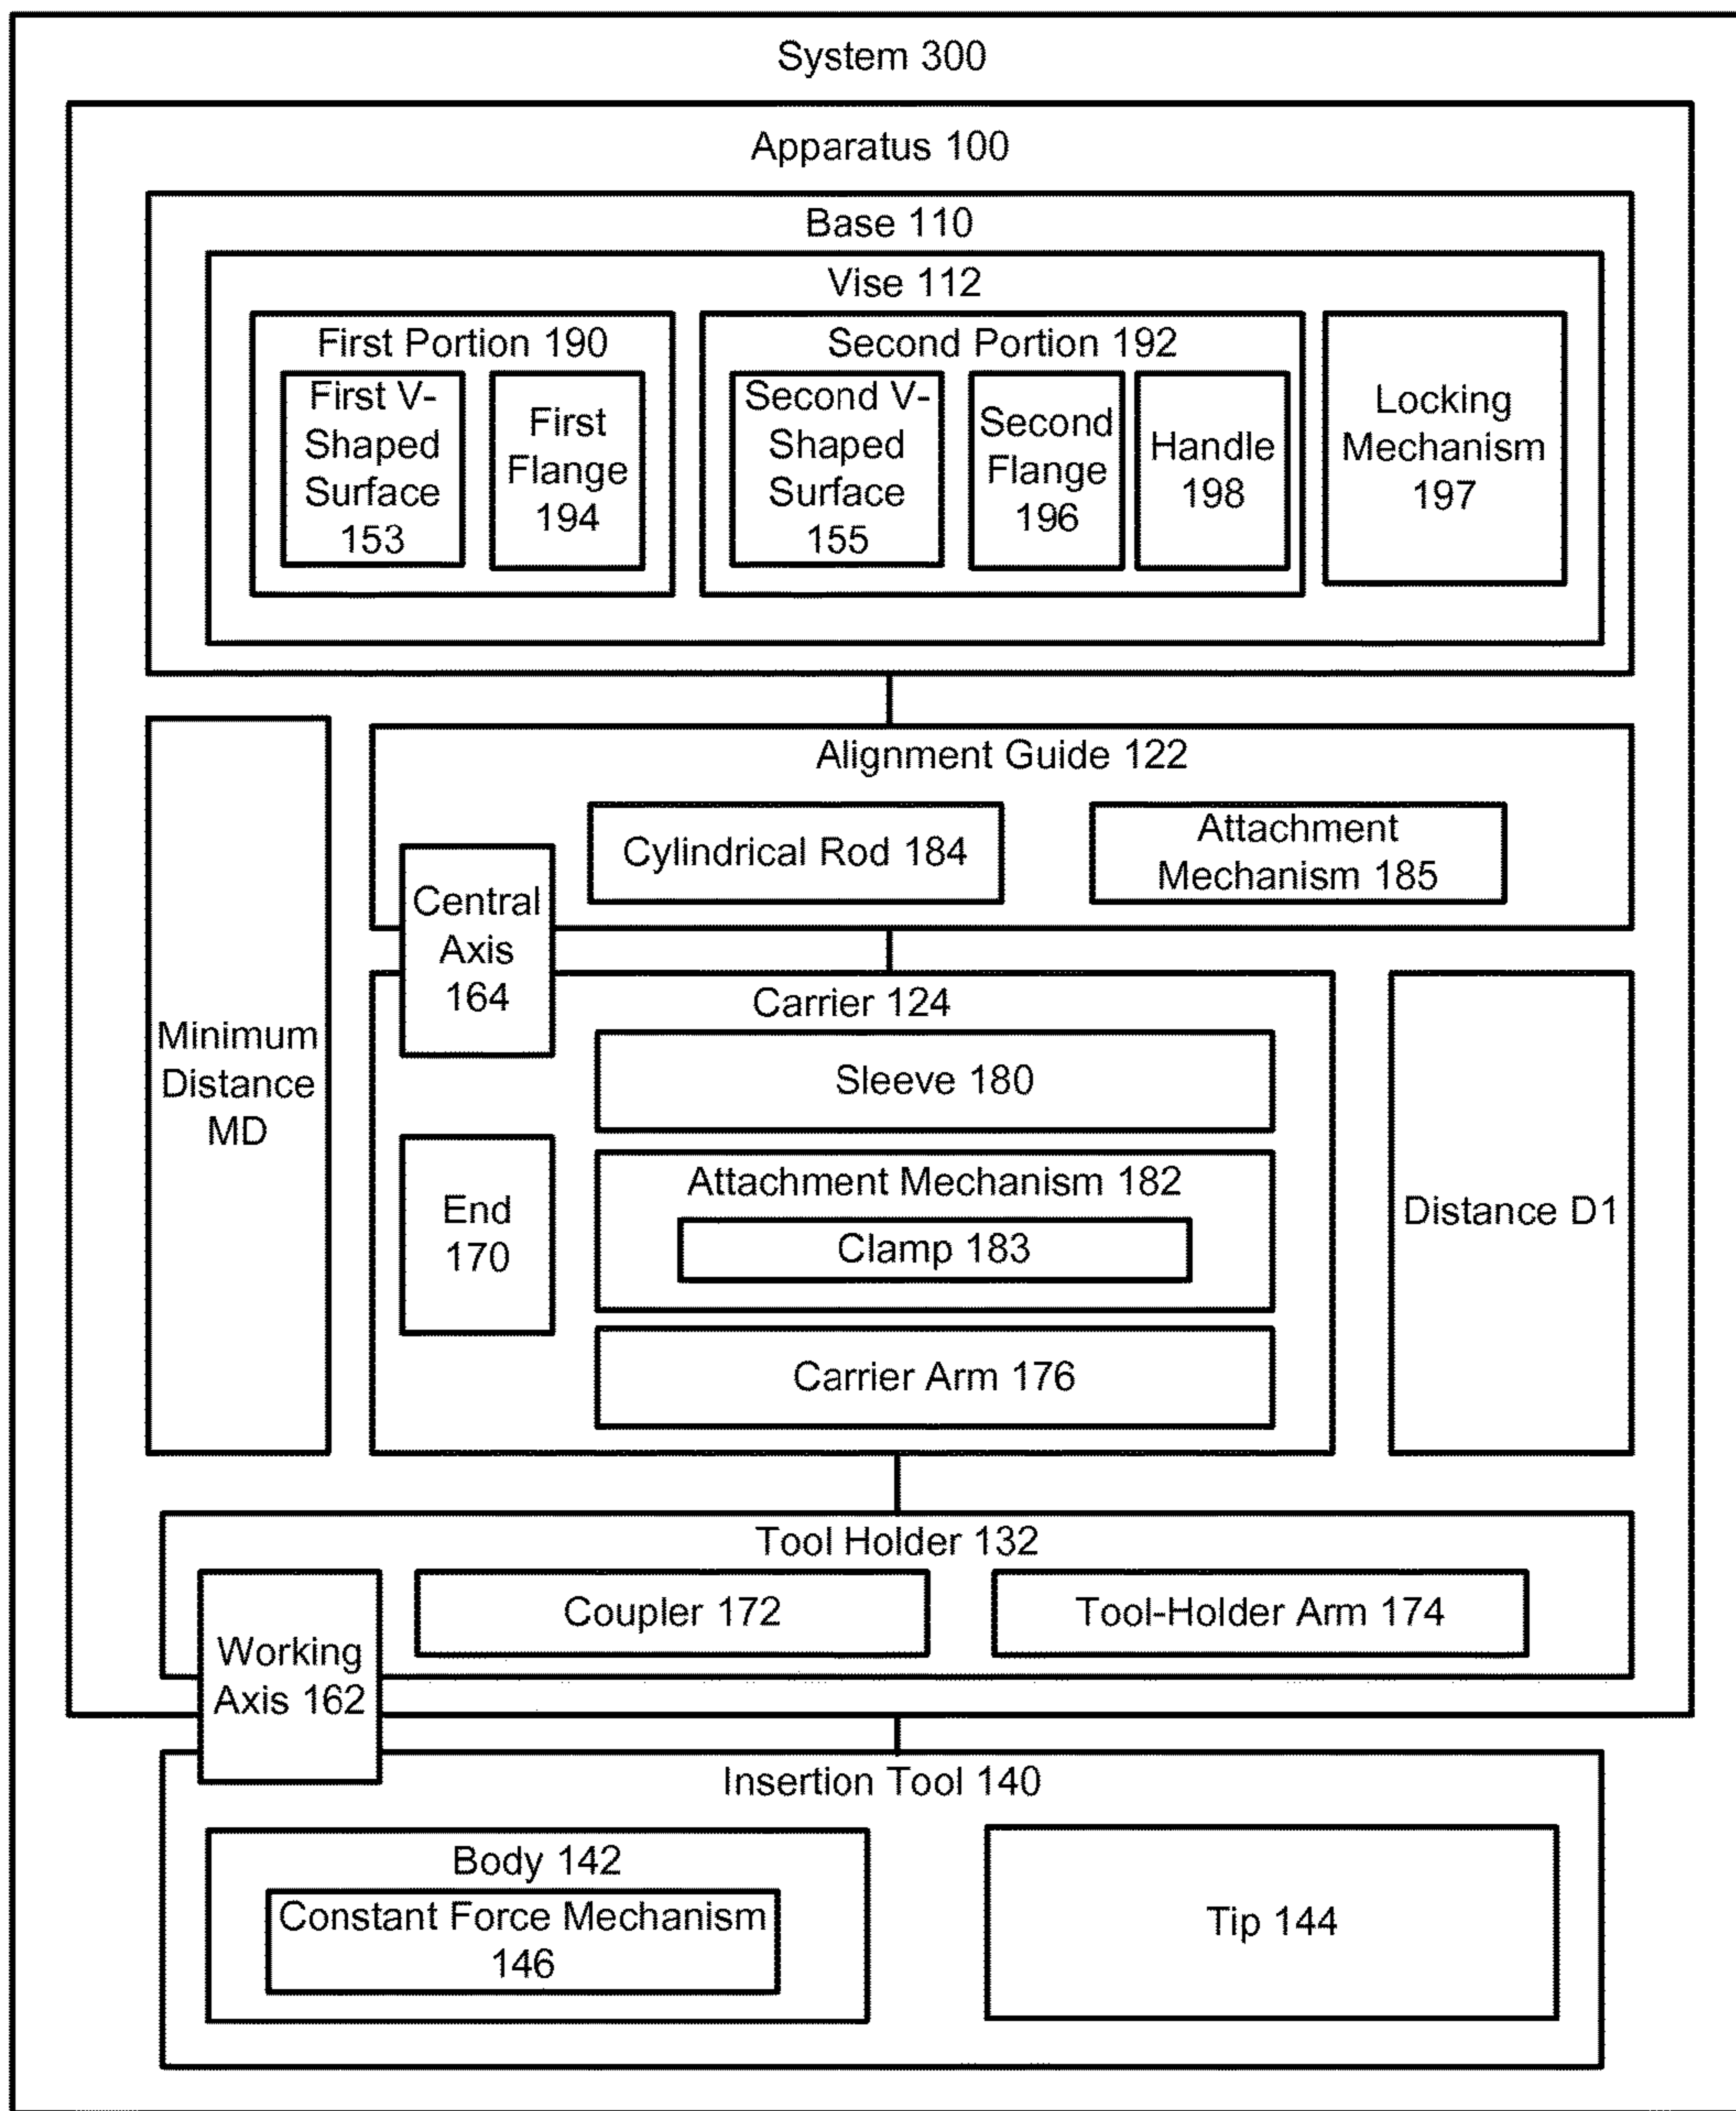 System 300
Apparatus 100
Base 110
Vise 112
First Portion 190
First V-
Shaped
Surface
153
First
Flange
194
Second Portion 192
Second V-
Shaped
Surface
155
Second
Flange
196
Handle
198
Locking
Mechanism
197
Minimum
Distance
MD
Alignment Guide 122
Cylindrical Rod 184
Attachment
Mechanism 185
Central
Axis
164
Carrier 124
Sleeve 180
End
170
Attachment Mechanism 182
Clamp 183
Carrier Arm 176
Distance D1
Tool Holder 132
Coupler 172
Tool-Holder Arm 174
Working
Axis 162
Insertion Tool 140
Body 142
Constant Force Mechanism
146
Tip 144